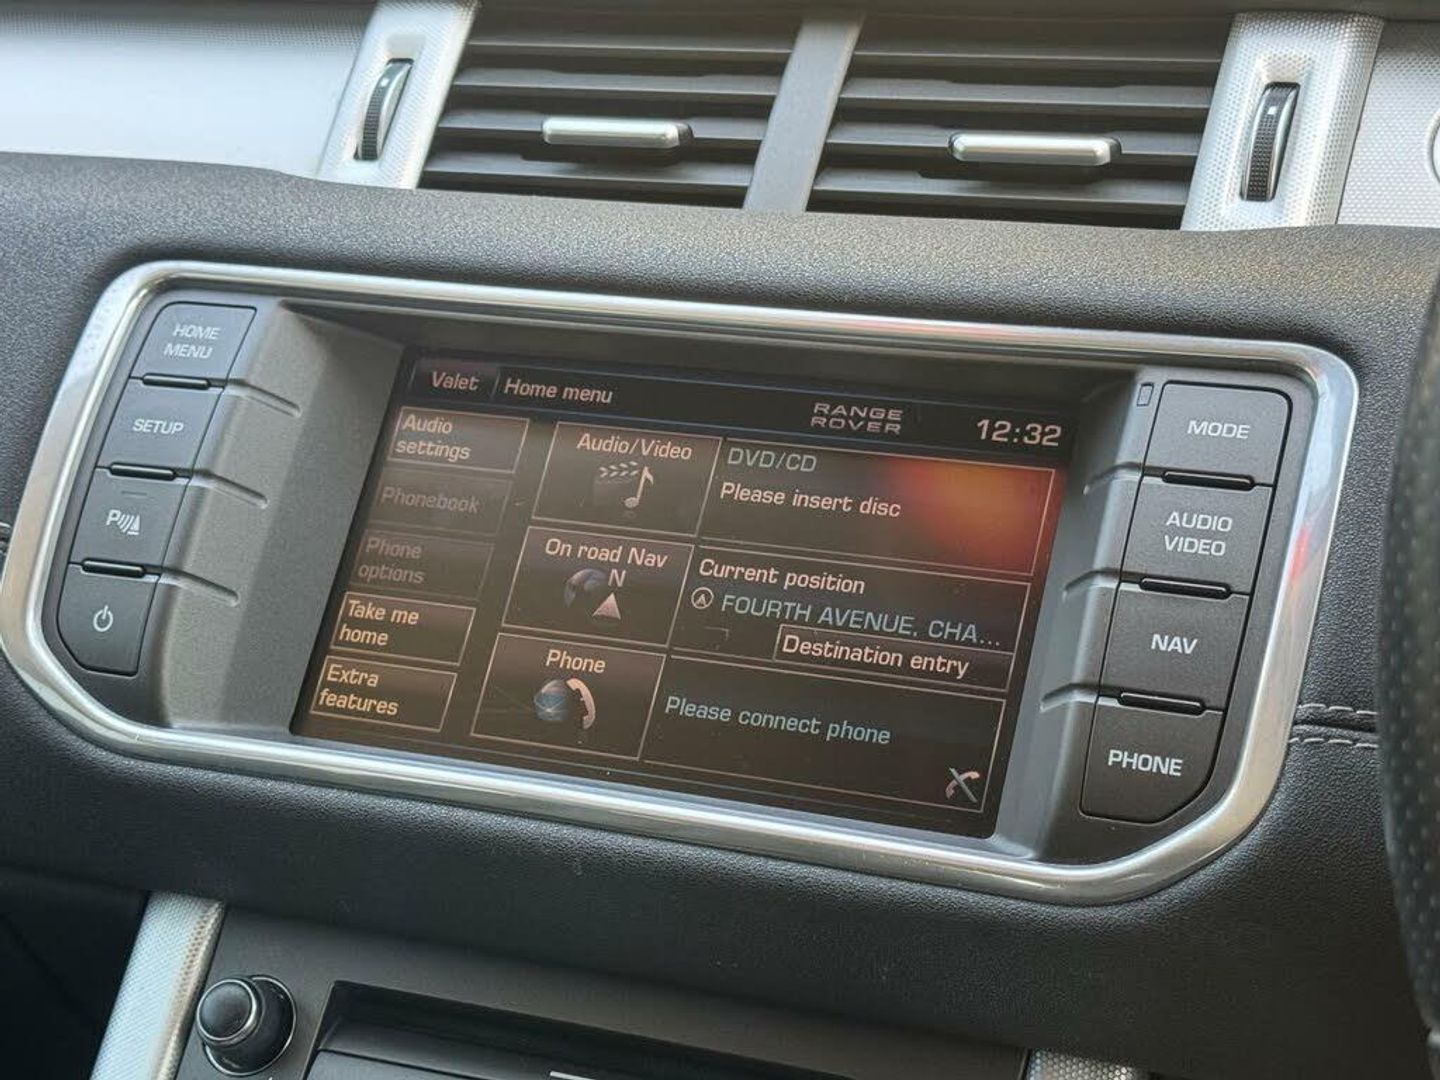 HOME
MENU
SETUP
P
Valet
Home menu
RANGE
ROVER
12:32
Audio
settings
Phonebook
Phone
options
Take me
home
Extra
features
Audio/Video
DVD/CD
Please insert disc
On road Nav
N
Current position
A FOURTH AVENUE, CHA...
Destination entry
Phone
Please connect phone
MODE
AUDIO
VIDEO
NAV
PHONE